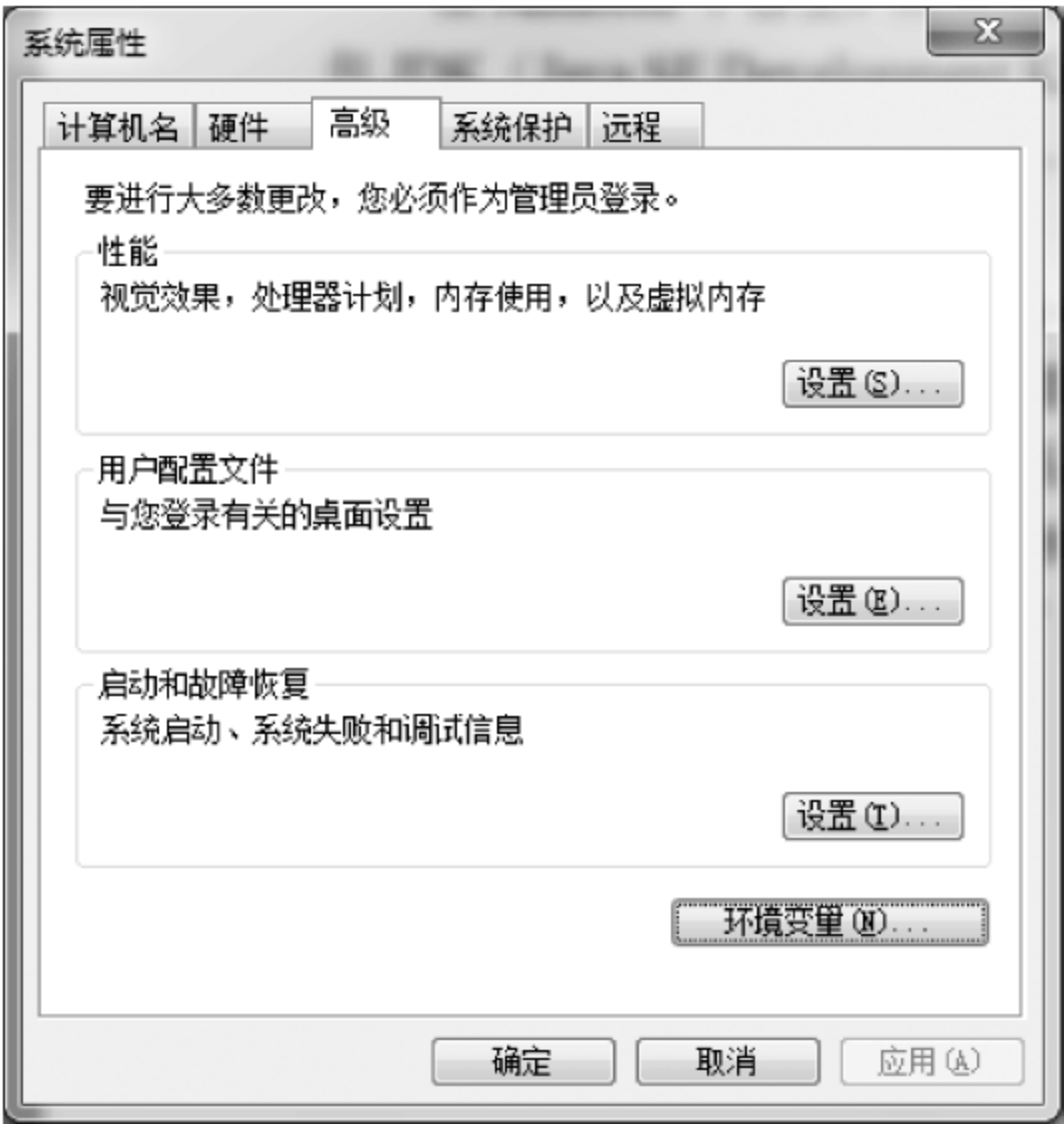 系统属性
计算机名 硬件 高级 系统保护 远程
要进行大多数更改，您必须作为管理员登录。
性能
视觉效果，处理器计划，内存使用，以及虚拟内存
设置(S)...
用户配置文件
与您登录有关的桌面设置
设置(E)...
启动和故障恢复
系统启动、系统失败和调试信息
设置(T)...
环境变量(N)...
确定 取消 应用(A)